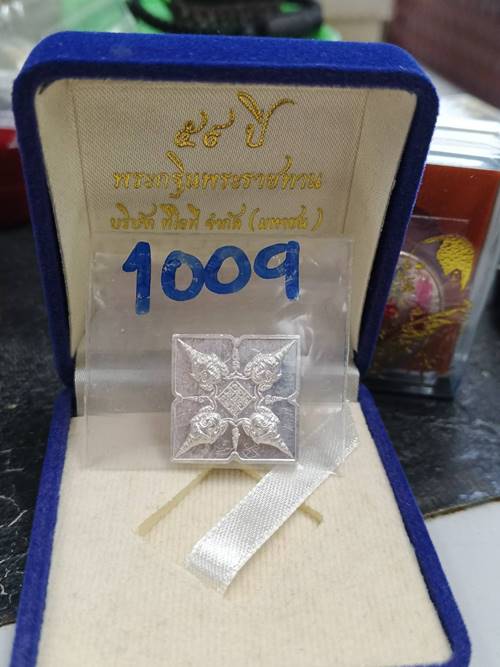 ๕๙ ปี
พระกฐินพระราชทาน
บริษัท ทีโอที จำกัด (มหาชน)
1009